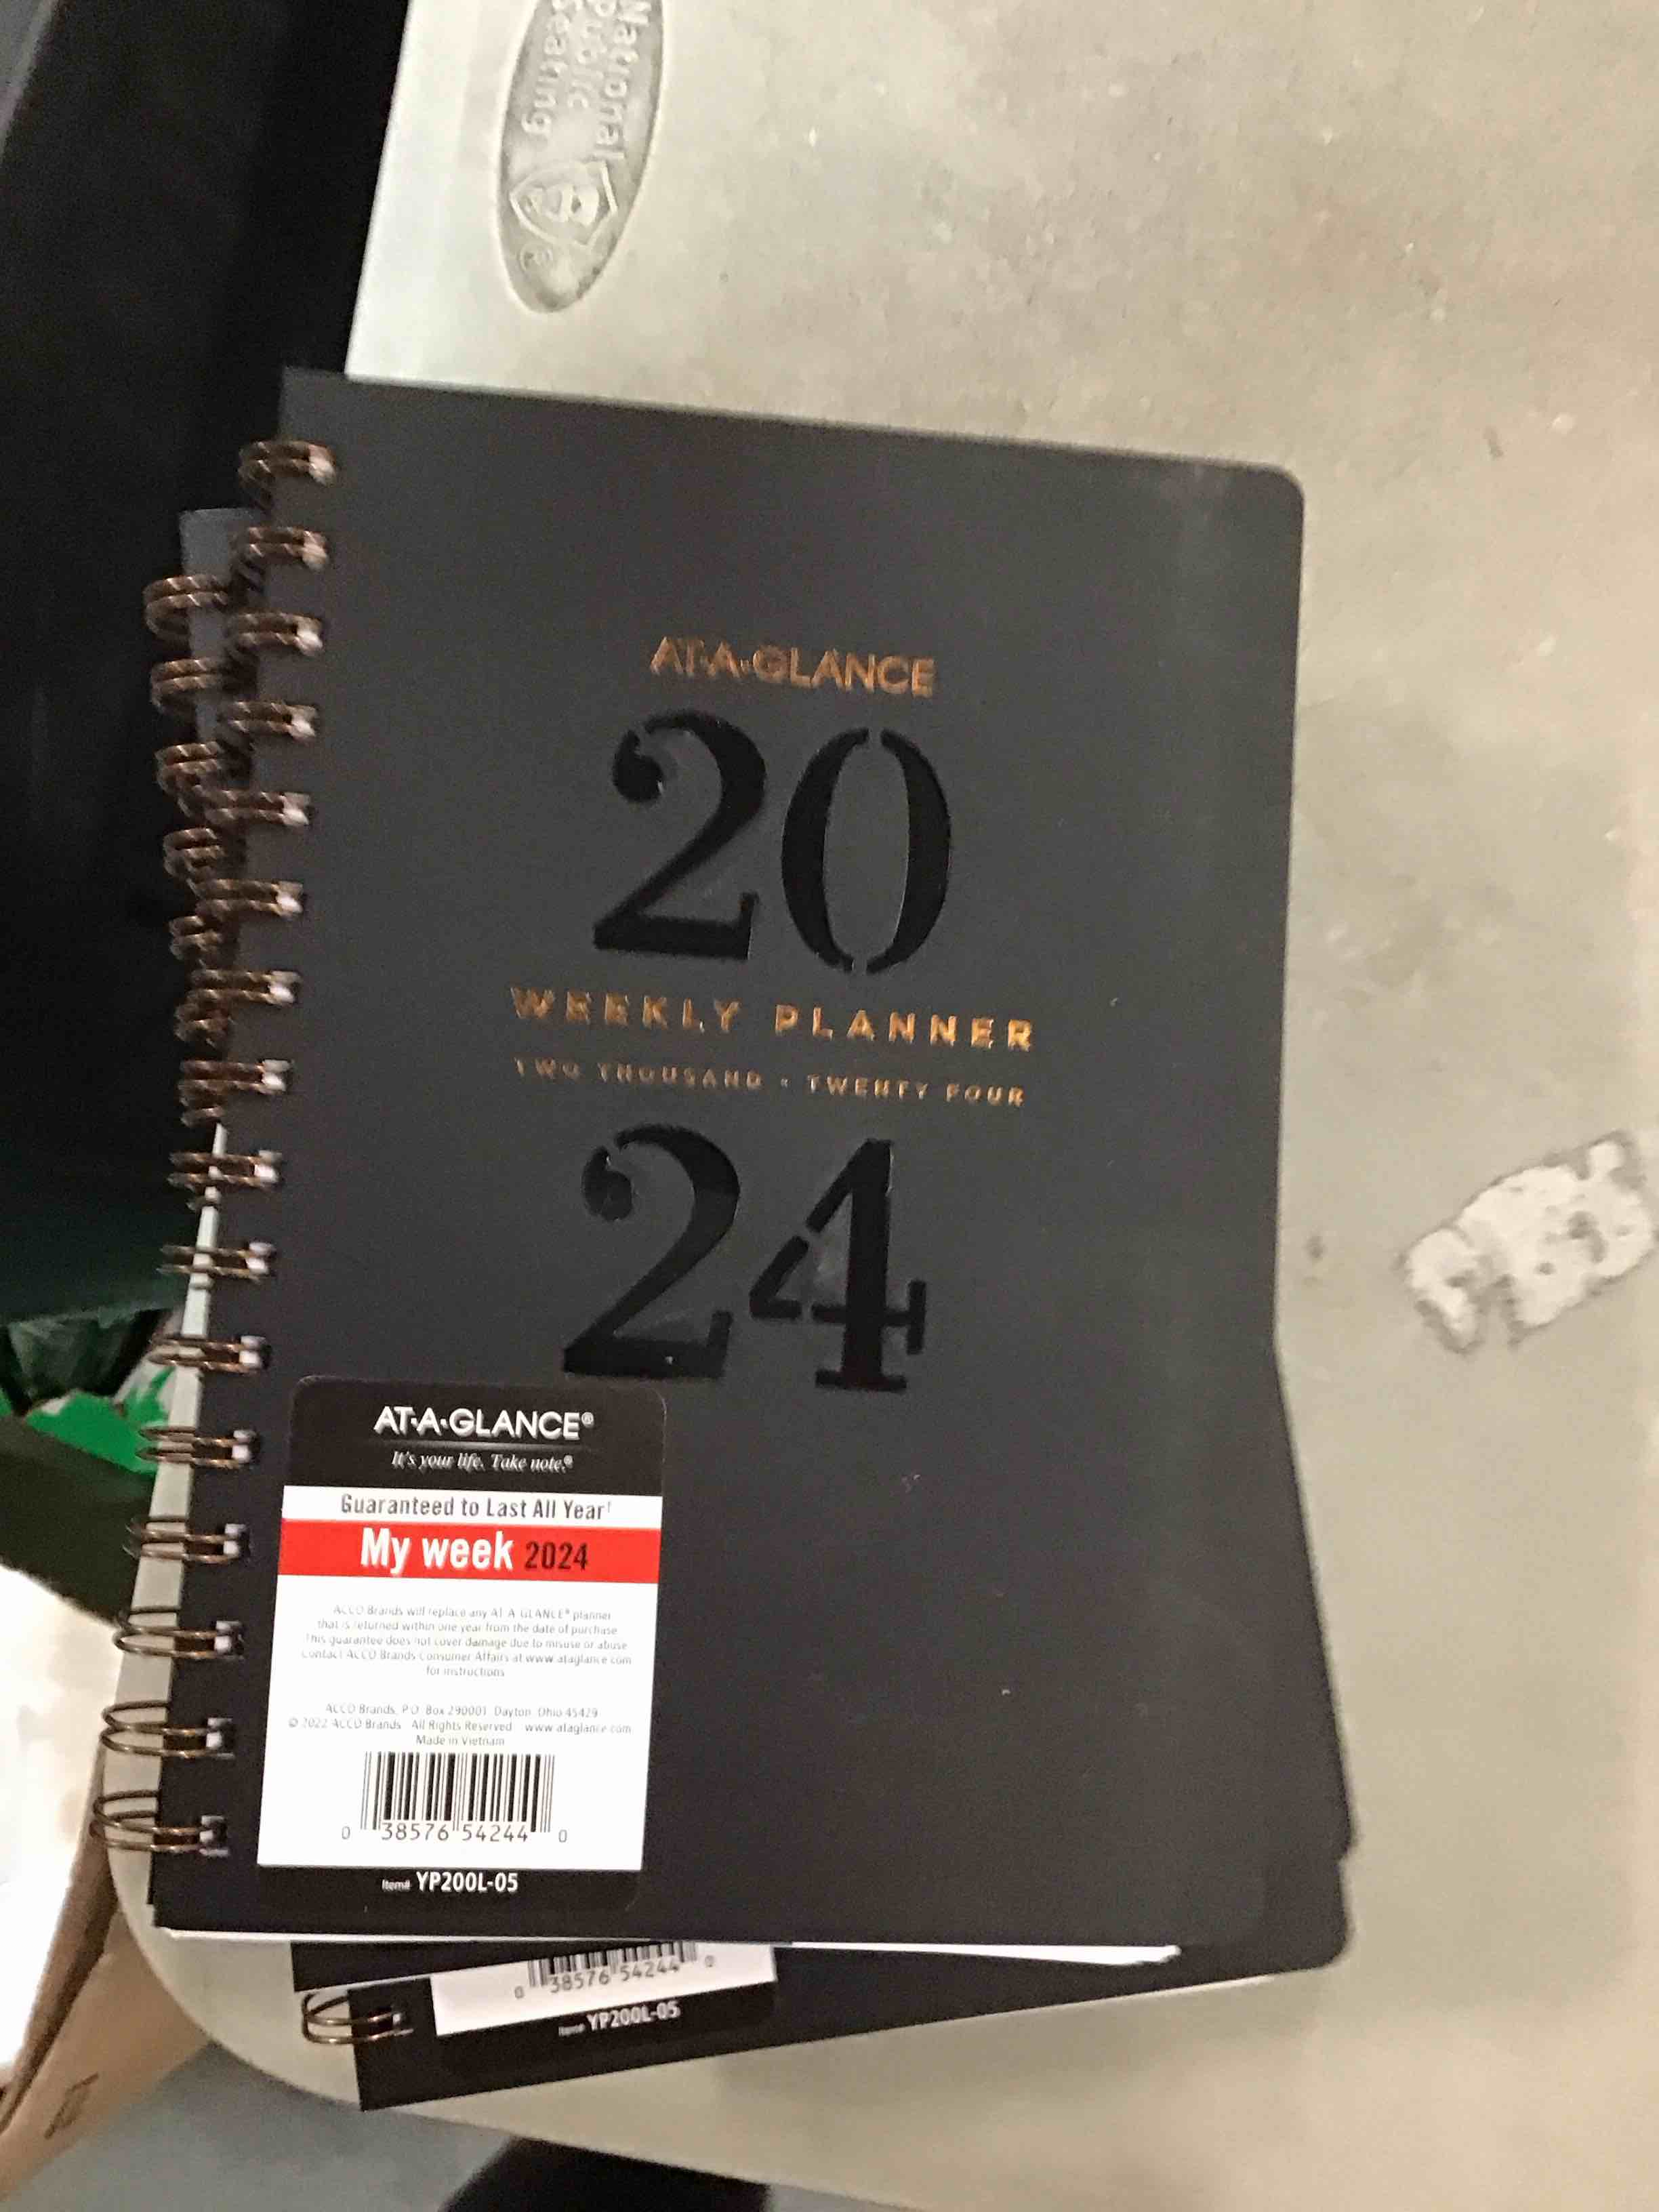 National
Public
Seating
AT-A-GLANCE
20
WEEKLY PLANNER
TWO THOUSAND • TWENTY FOUR
24
AT-A-GLANCE®
It's your life. Take note.®
Guaranteed to Last All Year†
My week 2024
ACCO Brands will replace any AT-A-GLANCE® planner
that is returned within one year from the date of purchase
This guarantee does not cover damage due to misuse or abuse
Contact ACCO Brands Consumer Affairs at www.ataglance.com
for instructions
ACCO Brands, P.O. Box 290001 Dayton, Ohio 45429
© 2022 ACCO Brands All Rights Reserved www.ataglance.com
Made in Vietnam
0 38576 54244 0
Item# YP200L-05
0 38576 54244 0
Item# YP200L-05